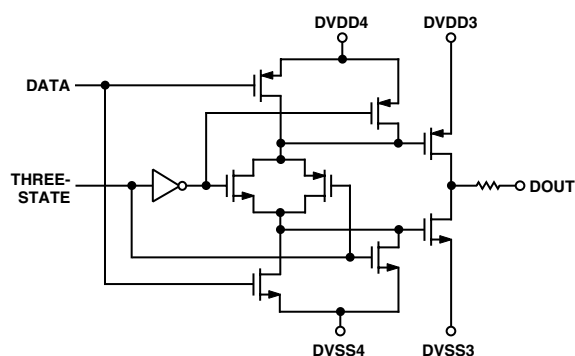 DVDD4
DVDD3
DATA
THREE-
STATE
DOUT
DVSS4
DVSS3